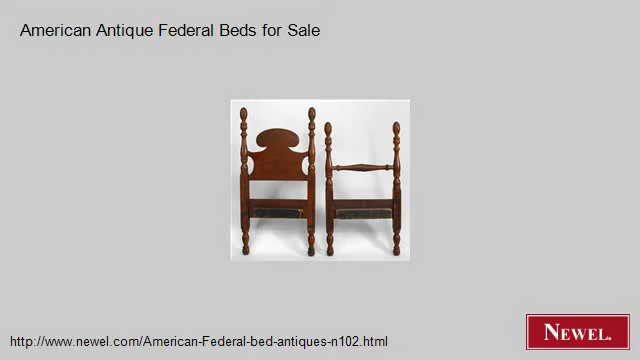 American Antique Federal Beds for Sale
NEWEL.
http://www.newel.com/American-Federal-bed-antiques-n102.html